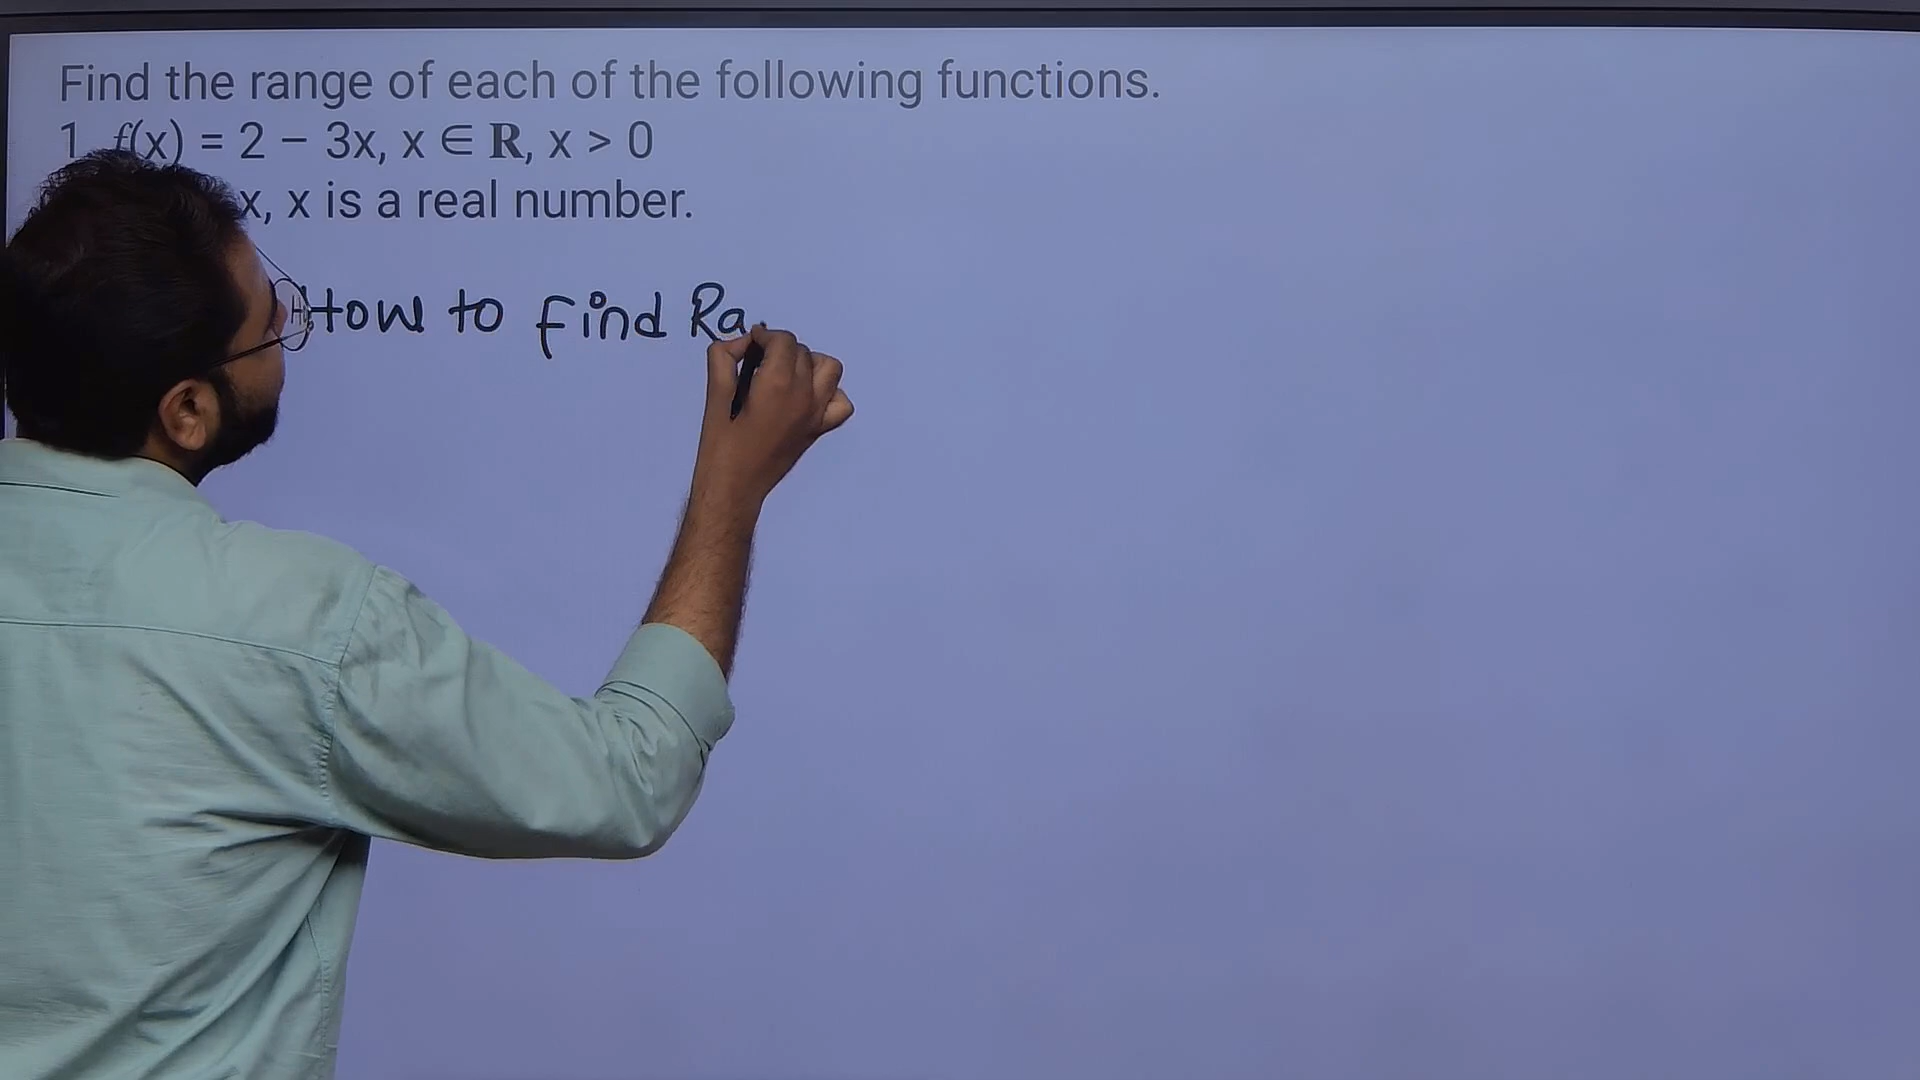 Find the range of each of the following functions.
1. f(x) = 2 – 3x, x ∈ R, x > 0
x, x is a real number.
How to find Ra